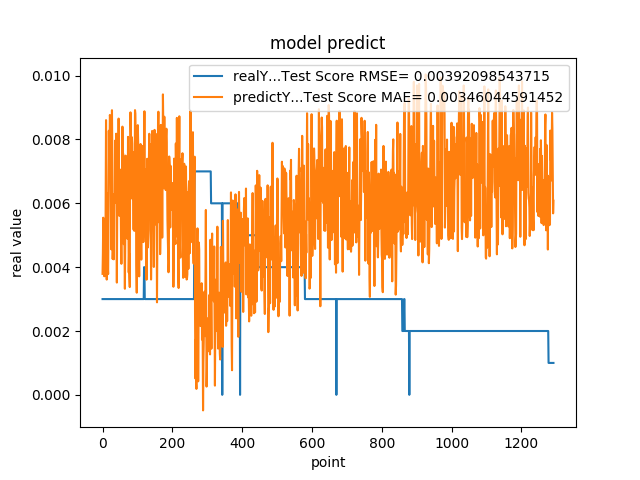 model predict
realY...Test Score RMSE= 0.00392098543715
predictY...Test Score MAE= 0.00346044591452
0.010
0.008
0.006
0.004
0.002
0.000
real value
0 200 400 600 800 1000 1200
point